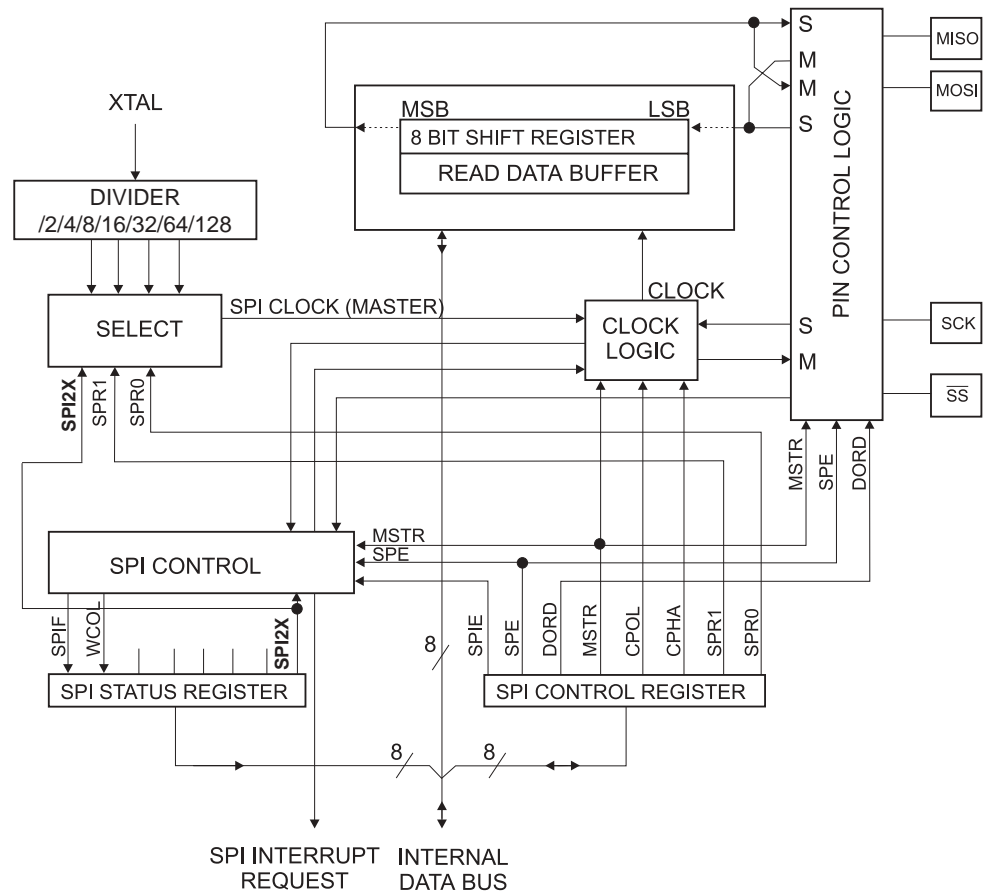 S
MISO
M
M
MOSI
S
XTAL
MSB
LSB
8 BIT SHIFT REGISTER
READ DATA BUFFER
PIN CONTROL LOGIC
DIVIDER
/2/4/8/16/32/64/128
SPI CLOCK (MASTER)
CLOCK
SELECT
CLOCK
LOGIC
S
SCK
M
SS
SPI2X
SPR1
SPR0
MSTR
SPE
DORD
MSTR
SPE
SPI CONTROL
SPIF
WCOL
SPI2X
8
SPIE
SPE
DORD
MSTR
CPOL
CPHA
SPR1
SPR0
SPI STATUS REGISTER
SPI CONTROL REGISTER
8
8
SPI INTERRUPT
REQUEST
INTERNAL
DATA BUS